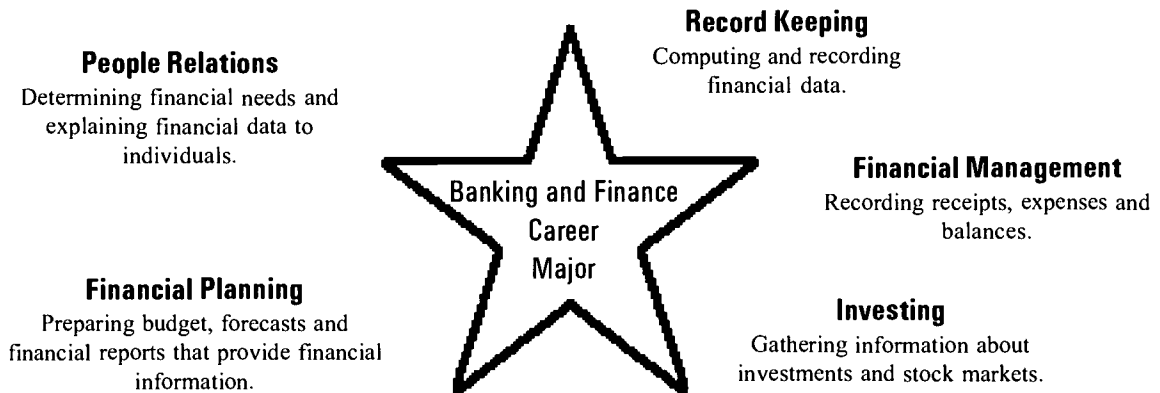 Record Keeping
Computing and recording
financial data.
People Relations
Determining financial needs and
explaining financial data to
individuals.
Banking and Finance
Career
Major
Financial Management
Recording receipts, expenses and
balances.
Financial Planning
Preparing budget, forecasts and
financial reports that provide financial
information.
Investing
Gathering information about
investments and stock markets.